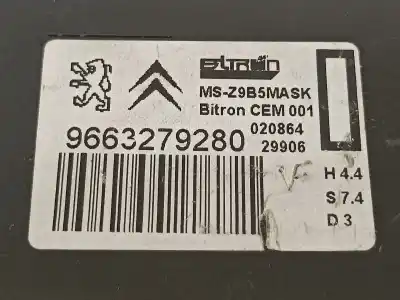 BiTRON
MS-Z9B5MASK
Bitron CEM 001
020864
29906
9663279280
H 4.4
S 7.4
D 3